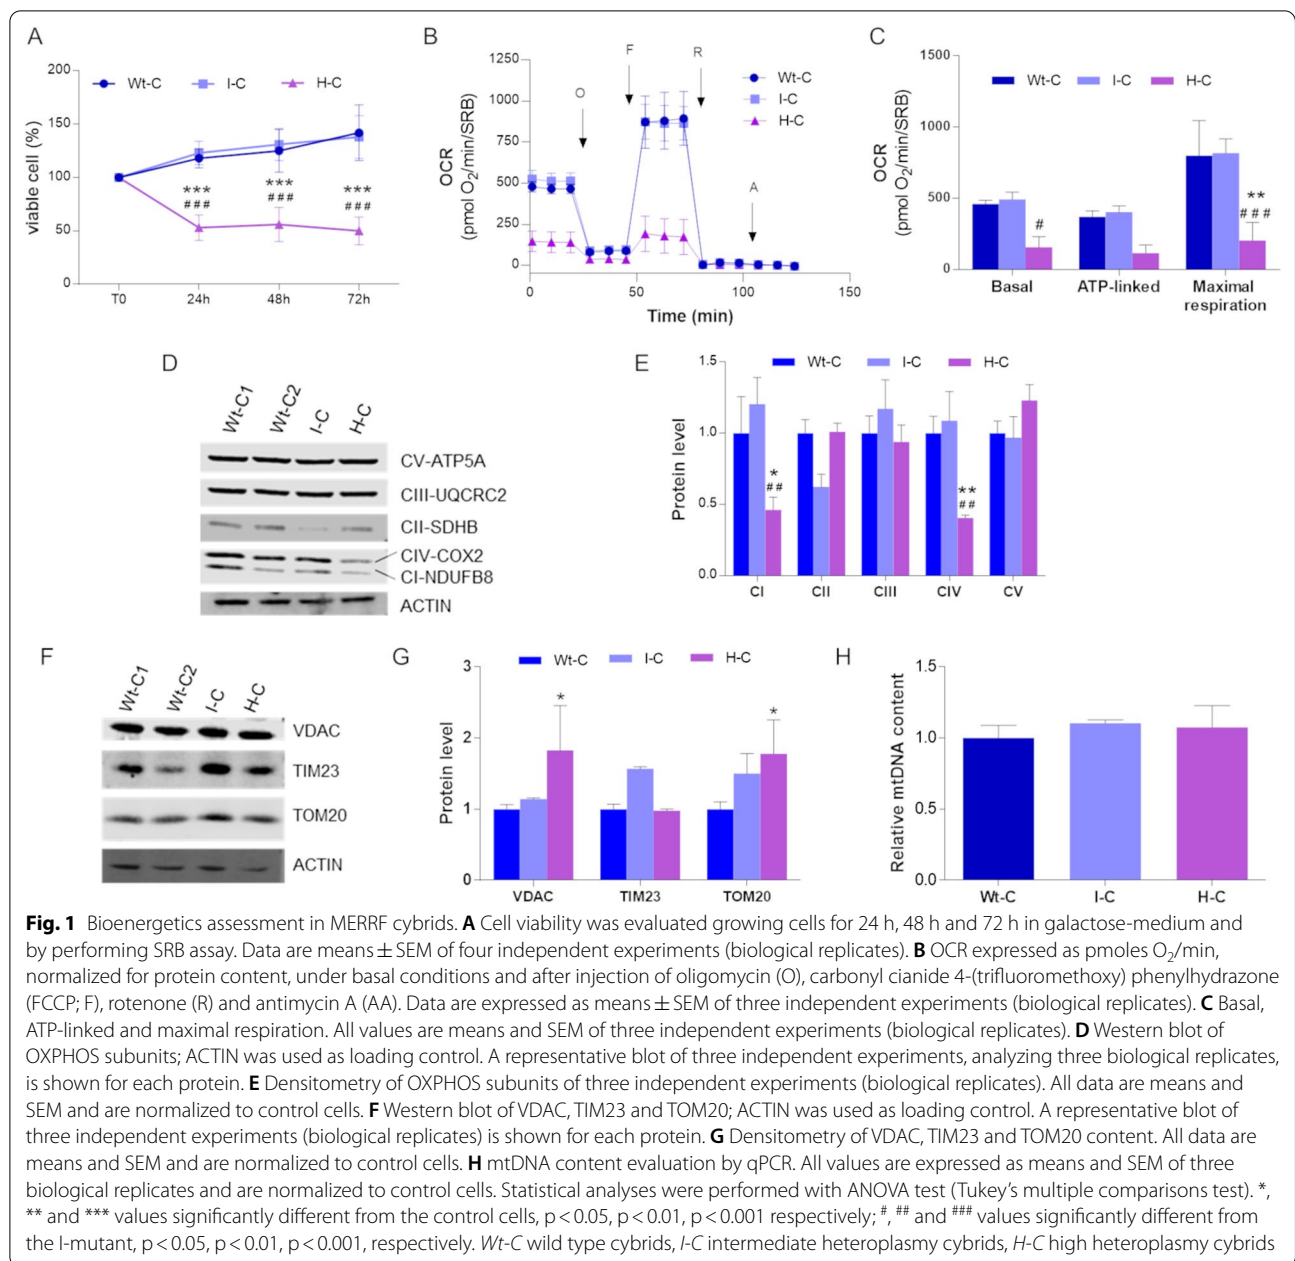 A
viable cell (%)
200
150
100
50
0
Wt-C
I-C
H-C
***
###
***
###
***
###
T0
24h
48h
72h
B
OCR
(pmol O₂/min/SRB)
1250
1000
750
500
250
0
O
F
R
A
Wt-C
I-C
H-C
0
50
100
150
Time (min)
C
OCR
(pmol O₂/min/SRB)
1500
1000
500
0
Wt-C
I-C
H-C
#
**
###
Basal
ATP-linked
Maximal
respiration
D
Wt-C1
Wt-C2
I-C
H-C
CV-ATP5A
CIII-UQCRC2
CII-SDHB
CIV-COX2
CI-NDUFB8
ACTIN
E
Protein level
1.5
1.0
0.5
0.0
Wt-C
I-C
H-C
*
##
**
##
CI
CII
CIII
CIV
CV
F
Wt-C1
Wt-C2
I-C
H-C
VDAC
TIM23
TOM20
ACTIN
G
Protein level
3
2
1
0
Wt-C
I-C
H-C
*
*
VDAC
TIM23
TOM20
H
Relative mtDNA content
1.5
1.0
0.5
0.0
Wt-C
I-C
H-C
Fig. 1 Bioenergetics assessment in MERRF cybrids. A Cell viability was evaluated growing cells for 24 h, 48 h and 72 h in galactose-medium and
by performing SRB assay. Data are means ± SEM of four independent experiments (biological replicates). B OCR expressed as pmoles O₂/min,
normalized for protein content, under basal conditions and after injection of oligomycin (O), carbonyl cianide 4-(trifluoromethoxy) phenylhydrazone
(FCCP; F), rotenone (R) and antimycin A (AA). Data are expressed as means ± SEM of three independent experiments (biological replicates). C Basal,
ATP-linked and maximal respiration. All values are means and SEM of three independent experiments (biological replicates). D Western blot of
OXPHOS subunits; ACTIN was used as loading control. A representative blot of three independent experiments, analyzing three biological replicates,
is shown for each protein. E Densitometry of OXPHOS subunits of three independent experiments (biological replicates). All data are means and
SEM and are normalized to control cells. F Western blot of VDAC, TIM23 and TOM20; ACTIN was used as loading control. A representative blot of
three independent experiments (biological replicates) is shown for each protein. G Densitometry of VDAC, TIM23 and TOM20 content. All data are
means and SEM and are normalized to control cells. H mtDNA content evaluation by qPCR. All values are expressed as means and SEM of three
biological replicates and are normalized to control cells. Statistical analyses were performed with ANOVA test (Tukey's multiple comparisons test). *,
** and *** values significantly different from the control cells, p < 0.05, p < 0.01, p < 0.001 respectively; #, ## and ### values significantly different from
the I-mutant, p < 0.05, p < 0.01, p < 0.001, respectively. Wt-C wild type cybrids, I-C intermediate heteroplasmy cybrids, H-C high heteroplasmy cybrids